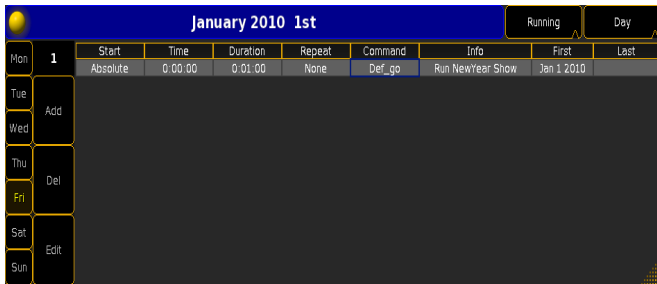 January 2010 1st Running Day
Mon 1 Start Time Duration Repeat Command Info First Last
Absolute 0:00:00 0:01:00 None Def_go Run NewYear Show Jan 1 2010
Tue
Add
Wed
Thu
Del
Fri
Sat
Edit
Sun